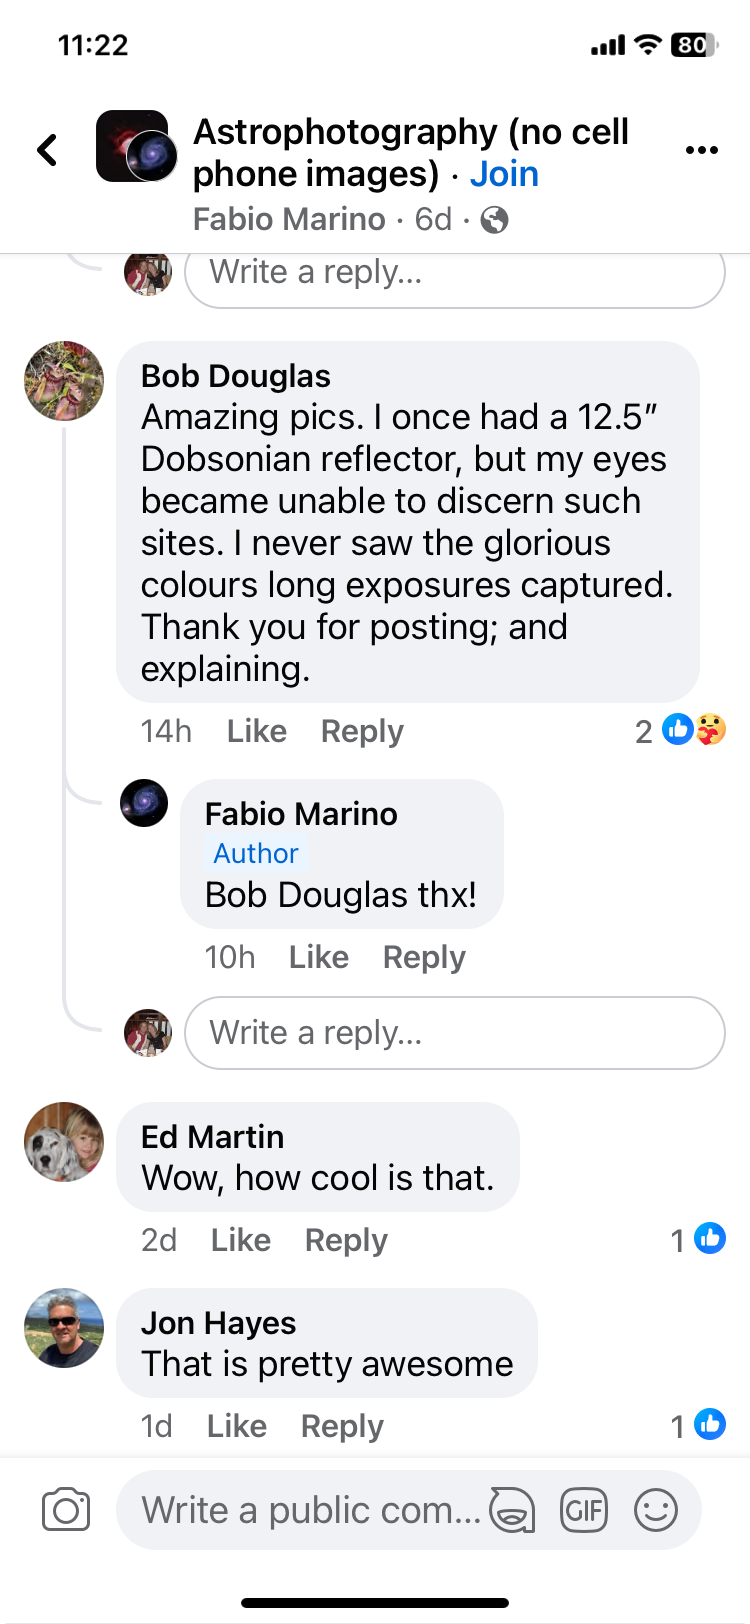 11:22
80
Astrophotography (no cell
phone images) · Join
Fabio Marino · 6d ·
Write a reply...
Bob Douglas
Amazing pics. I once had a 12.5”
Dobsonian reflector, but my eyes
became unable to discern such
sites. I never saw the glorious
colours long exposures captured.
Thank you for posting; and
explaining.
14h Like Reply 2
Fabio Marino
Author
Bob Douglas thx!
10h Like Reply
Write a reply...
Ed Martin
Wow, how cool is that.
2d Like Reply 1
Jon Hayes
That is pretty awesome
1d Like Reply 1
Write a public com... GIF